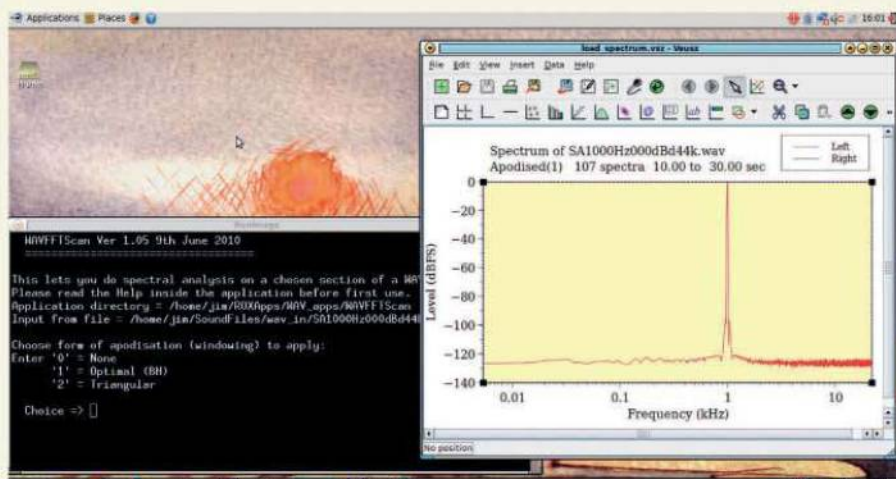 Applications Places 16:01
load_spectrum.vsz - Veusz
File Edit View Insert Data Help
Spectrum of SA1000Hz000dBd44k.wav
Apodised(1) 107 spectra 10.00 to 30.00 sec
Left
Right
0
−20
−40
−60
−80
−100
−120
−140
Level (dBFS)
0.01 0.1 1 10
Frequency (kHz)
No position
WAVFFTScan Ver 1.05 9th June 2010
This lets you do spectral analysis on a chosen section of a WA
Please read the Help inside the application before first use.
Application directory = /home/jim/ROXApps/WAV_apps/WAVFFTScan
Input from file = /home/jim/SoundFiles/wav_in/SA1000Hz000dBd44
Choose form of apodisation (windowing) to apply:
Enter '0' = None
'1' = Optimal (BH)
'2' = Triangular
Choice =>